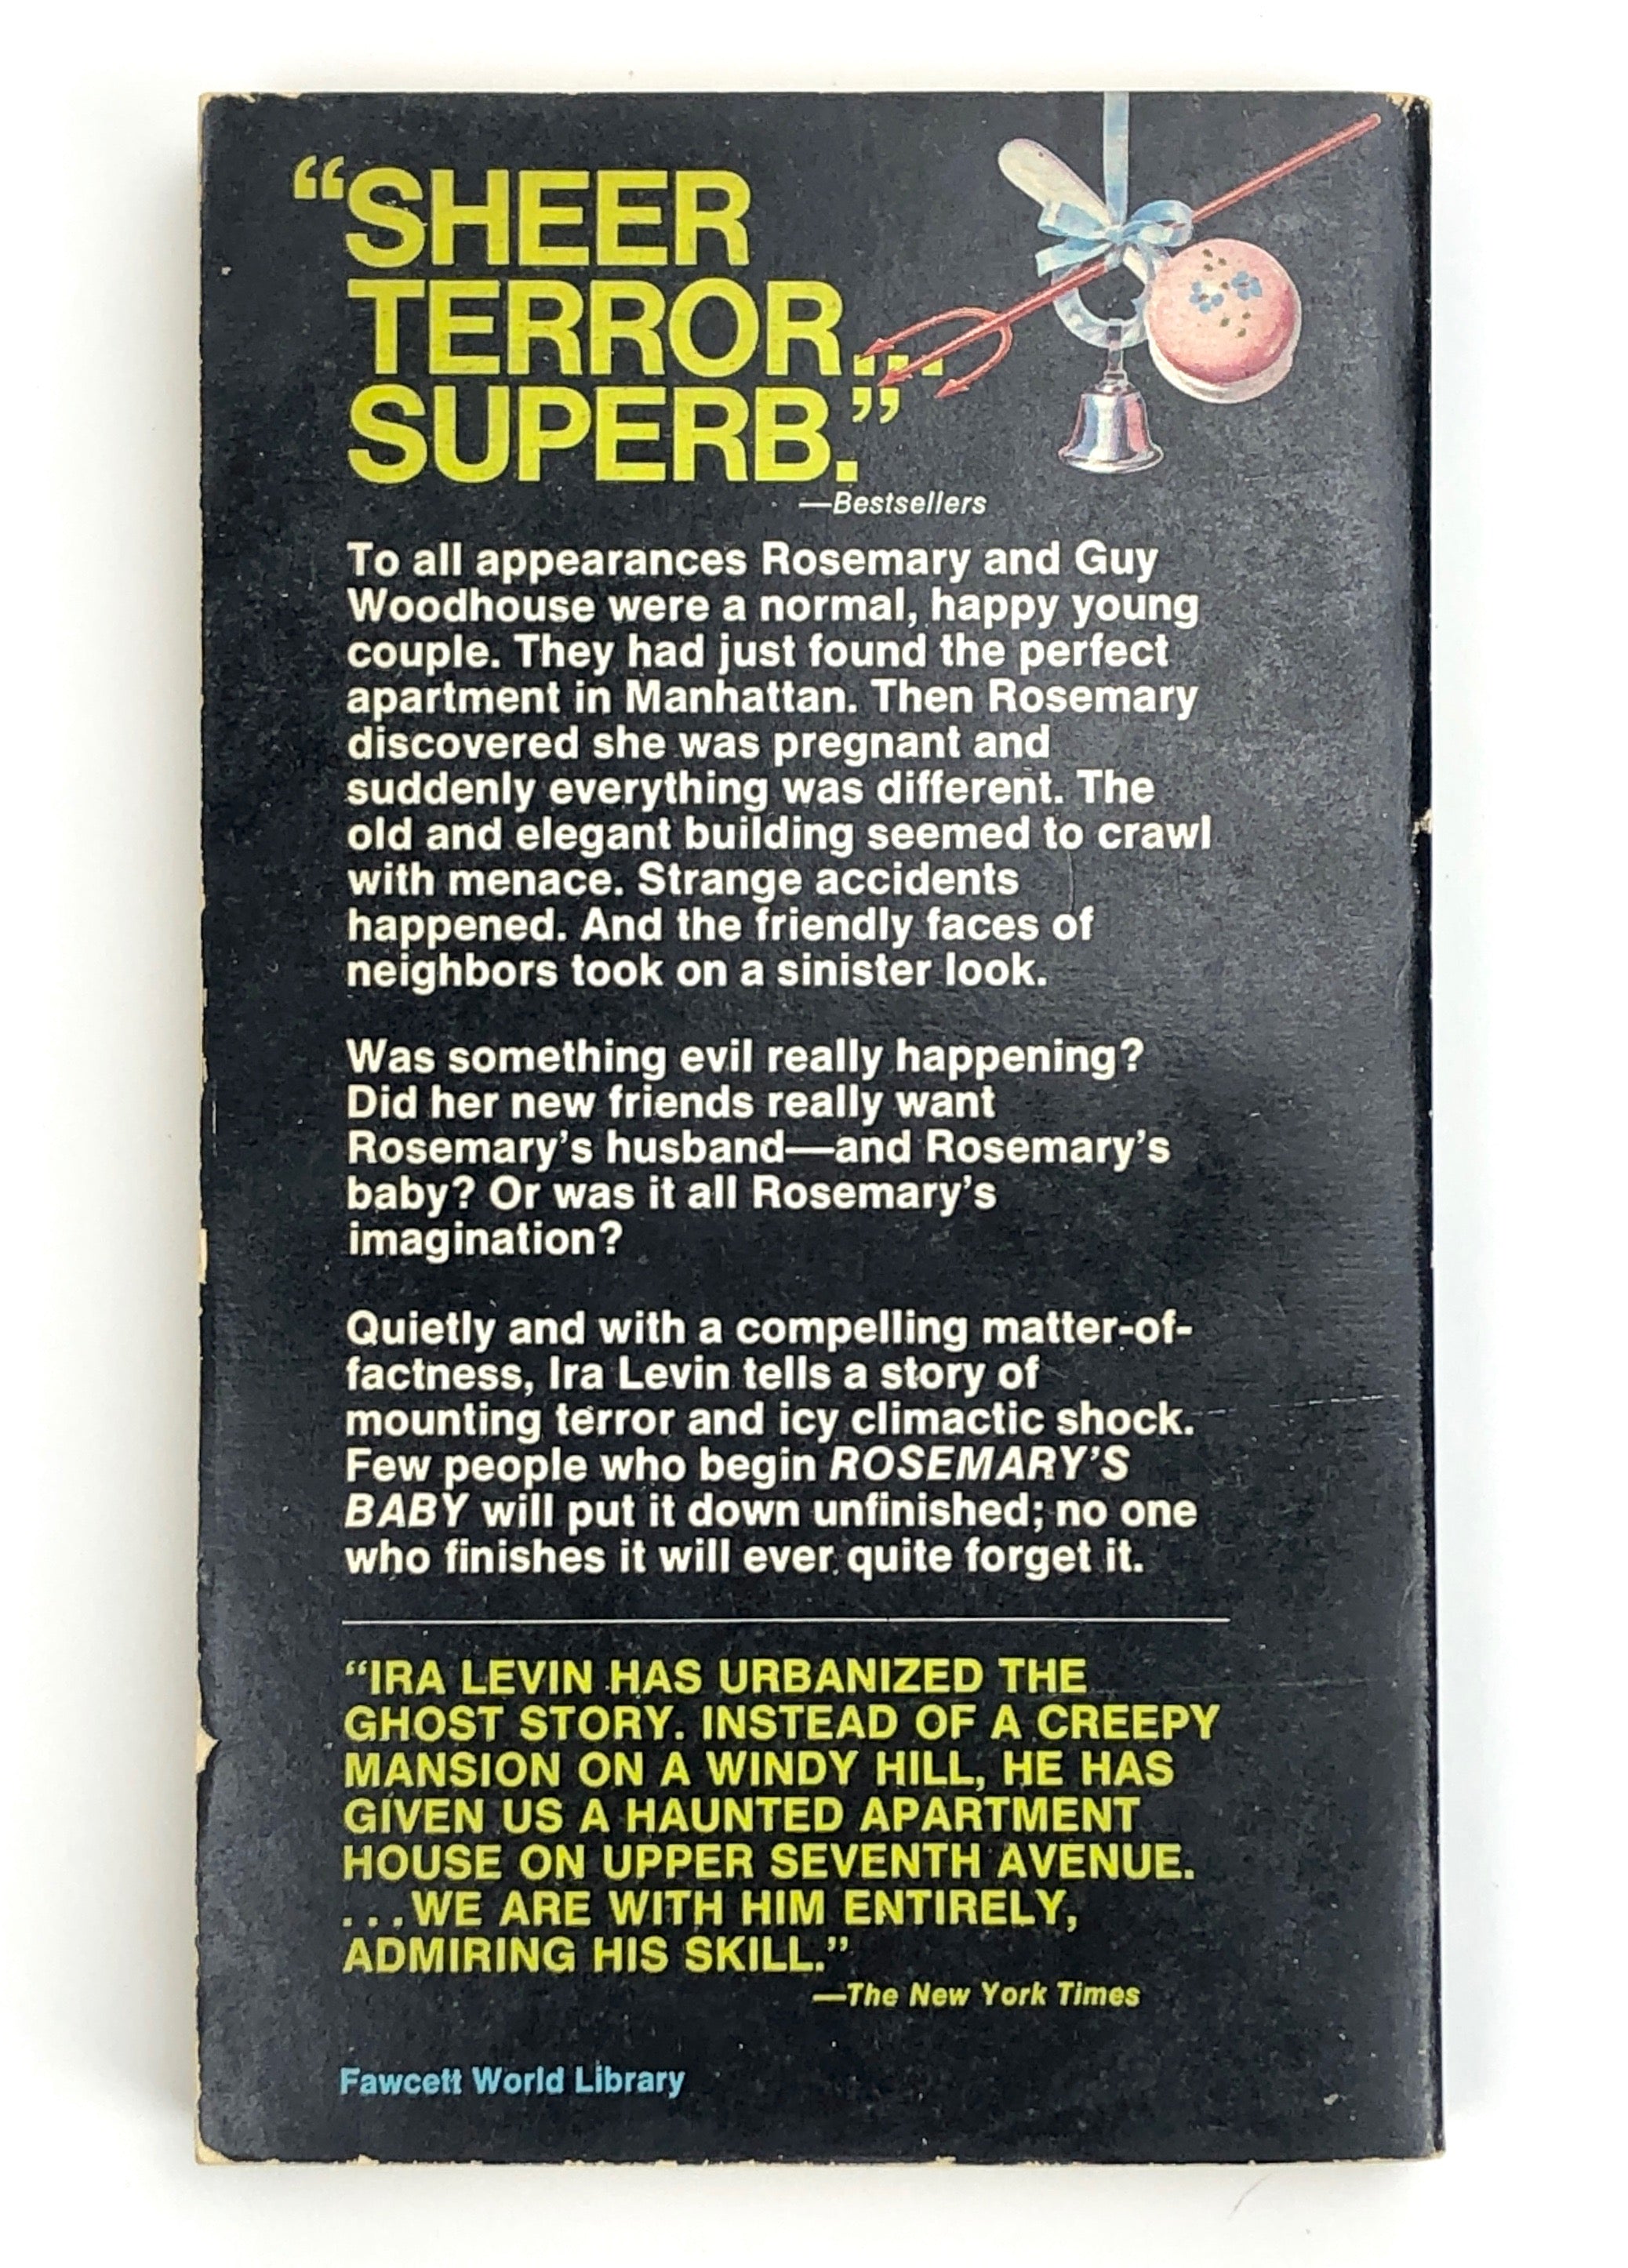 “SHEER
TERROR...
SUPERB.”
—Bestsellers
To all appearances Rosemary and Guy
Woodhouse were a normal, happy young
couple. They had just found the perfect
apartment in Manhattan. Then Rosemary
discovered she was pregnant and
suddenly everything was different. The
old and elegant building seemed to crawl
with menace. Strange accidents
happened. And the friendly faces of
neighbors took on a sinister look.
Was something evil really happening?
Did her new friends really want
Rosemary’s husband—and Rosemary’s
baby? Or was it all Rosemary’s
imagination?
Quietly and with a compelling matter-of-
factness, Ira Levin tells a story of
mounting terror and icy climactic shock.
Few people who begin ROSEMARY’S
BABY will put it down unfinished; no one
who finishes it will ever quite forget it.
“IRA LEVIN HAS URBANIZED THE
GHOST STORY. INSTEAD OF A CREEPY
MANSION ON A WINDY HILL, HE HAS
GIVEN US A HAUNTED APARTMENT
HOUSE ON UPPER SEVENTH AVENUE.
...WE ARE WITH HIM ENTIRELY,
ADMIRING HIS SKILL.”
—The New York Times
Fawcett World Library